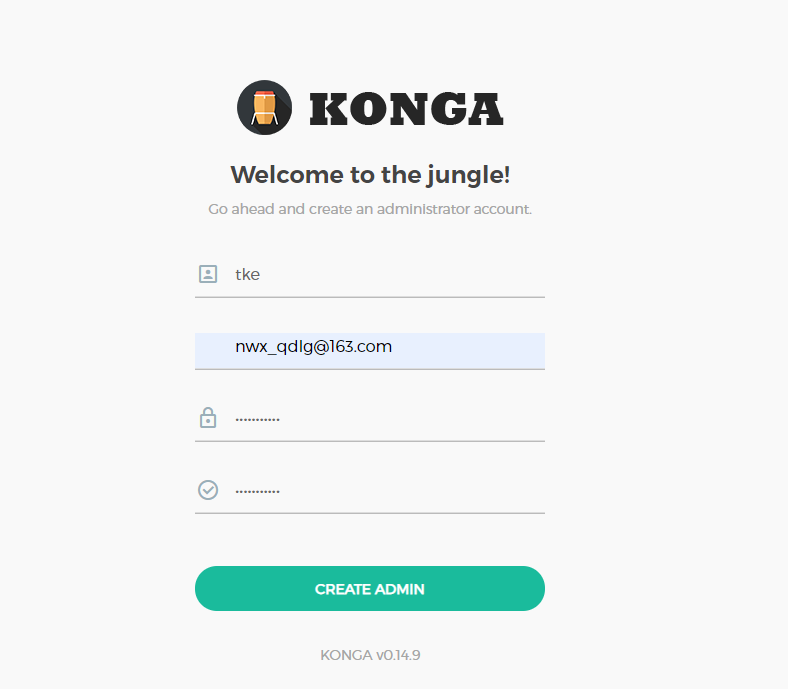 KONGA
Welcome to the jungle!
Go ahead and create an administrator account.
tke
nwx_qdlg@163.com
···········
···········
CREATE ADMIN
KONGA v0.14.9